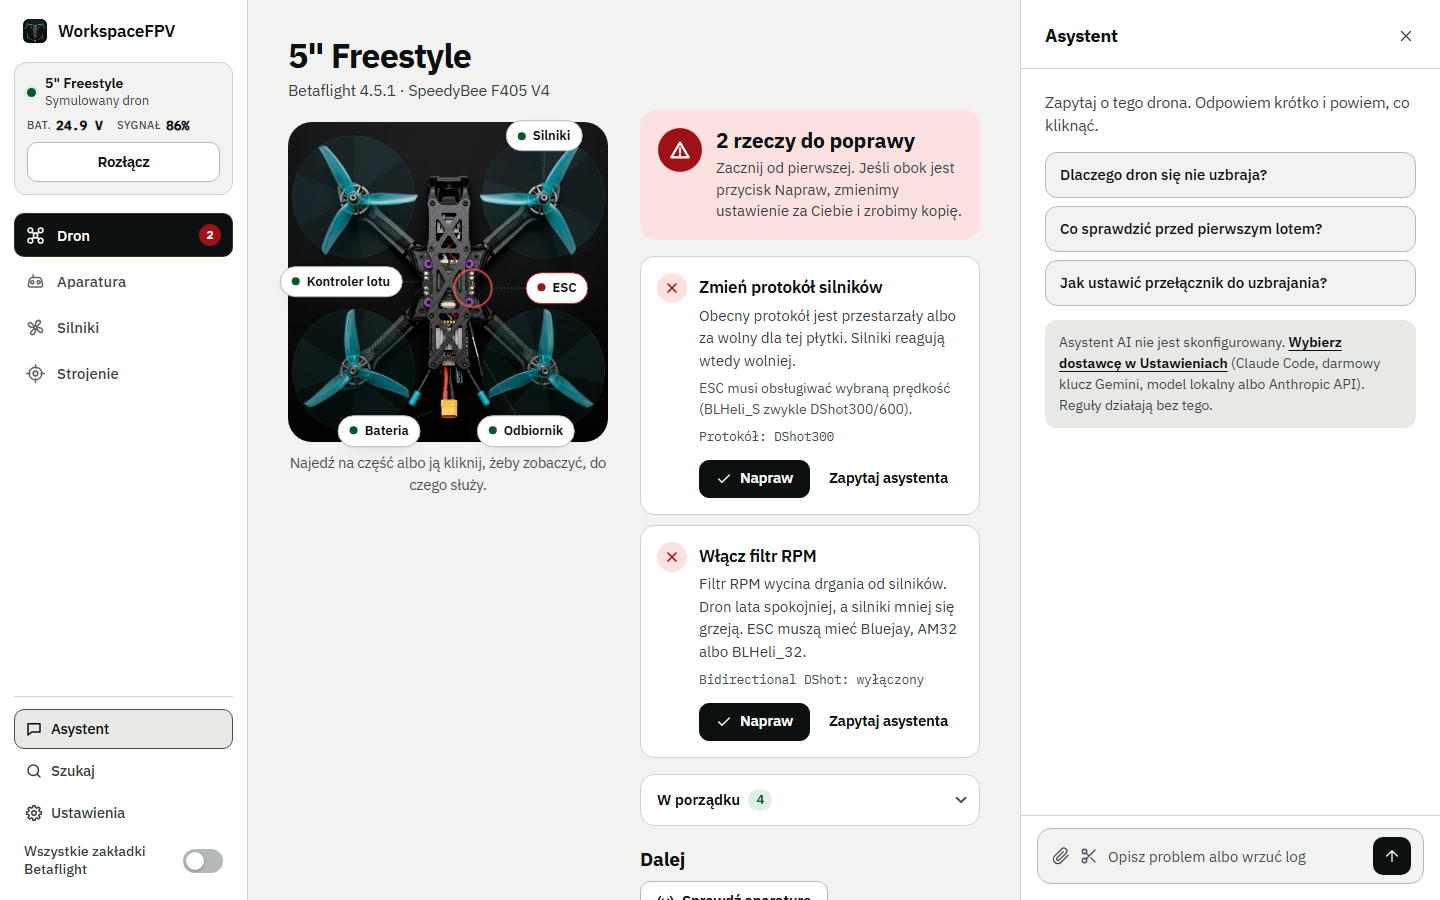 WorkspaceFPV
5" Freestyle
Symulowany dron
BAT. 24.9 V SYGNAŁ 86%
Rozłącz
Dron 2
Aparatura
Silniki
Strojenie
Asystent
Szukaj
Ustawienia
Wszystkie zakładki
Betaflight
5" Freestyle
Betaflight 4.5.1 · SpeedyBee F405 V4
Silniki
Kontroler lotu
ESC
Bateria
Odbiornik
Najedź na część albo ją kliknij, żeby zobaczyć, do
czego służy.
2 rzeczy do poprawy
Zacznij od pierwszej. Jeśli obok jest
przycisk Napraw, zmienimy
ustawienie za Ciebie i zrobimy kopię.
Zmień protokół silników
Obecny protokół jest przestarzały albo
za wolny dla tej płytki. Silniki reagują
wtedy wolniej.
ESC musi obsługiwać wybraną prędkość
(BLHeli_S zwykle DShot300/600).
Protokół: DShot300
Napraw Zapytaj asystenta
Włącz filtr RPM
Filtr RPM wycina drgania od silników.
Dron lata spokojniej, a silniki mniej się
grzeją. ESC muszą mieć Bluejay, AM32
albo BLHeli_32.
Bidirectional DShot: wyłączony
Napraw Zapytaj asystenta
W porządku 4
Dalej
Sprawdź aparaturę
Asystent
Zapytaj o tego drona. Odpowiem krótko i powiem, co
kliknąć.
Dlaczego dron się nie uzbraja?
Co sprawdzić przed pierwszym lotem?
Jak ustawić przełącznik do uzbrajania?
Asystent AI nie jest skonfigurowany. Wybierz
dostawcę w Ustawieniach (Claude Code, darmowy
klucz Gemini, model lokalny albo Anthropic API).
Reguły działają bez tego.
Opisz problem albo wrzuć log